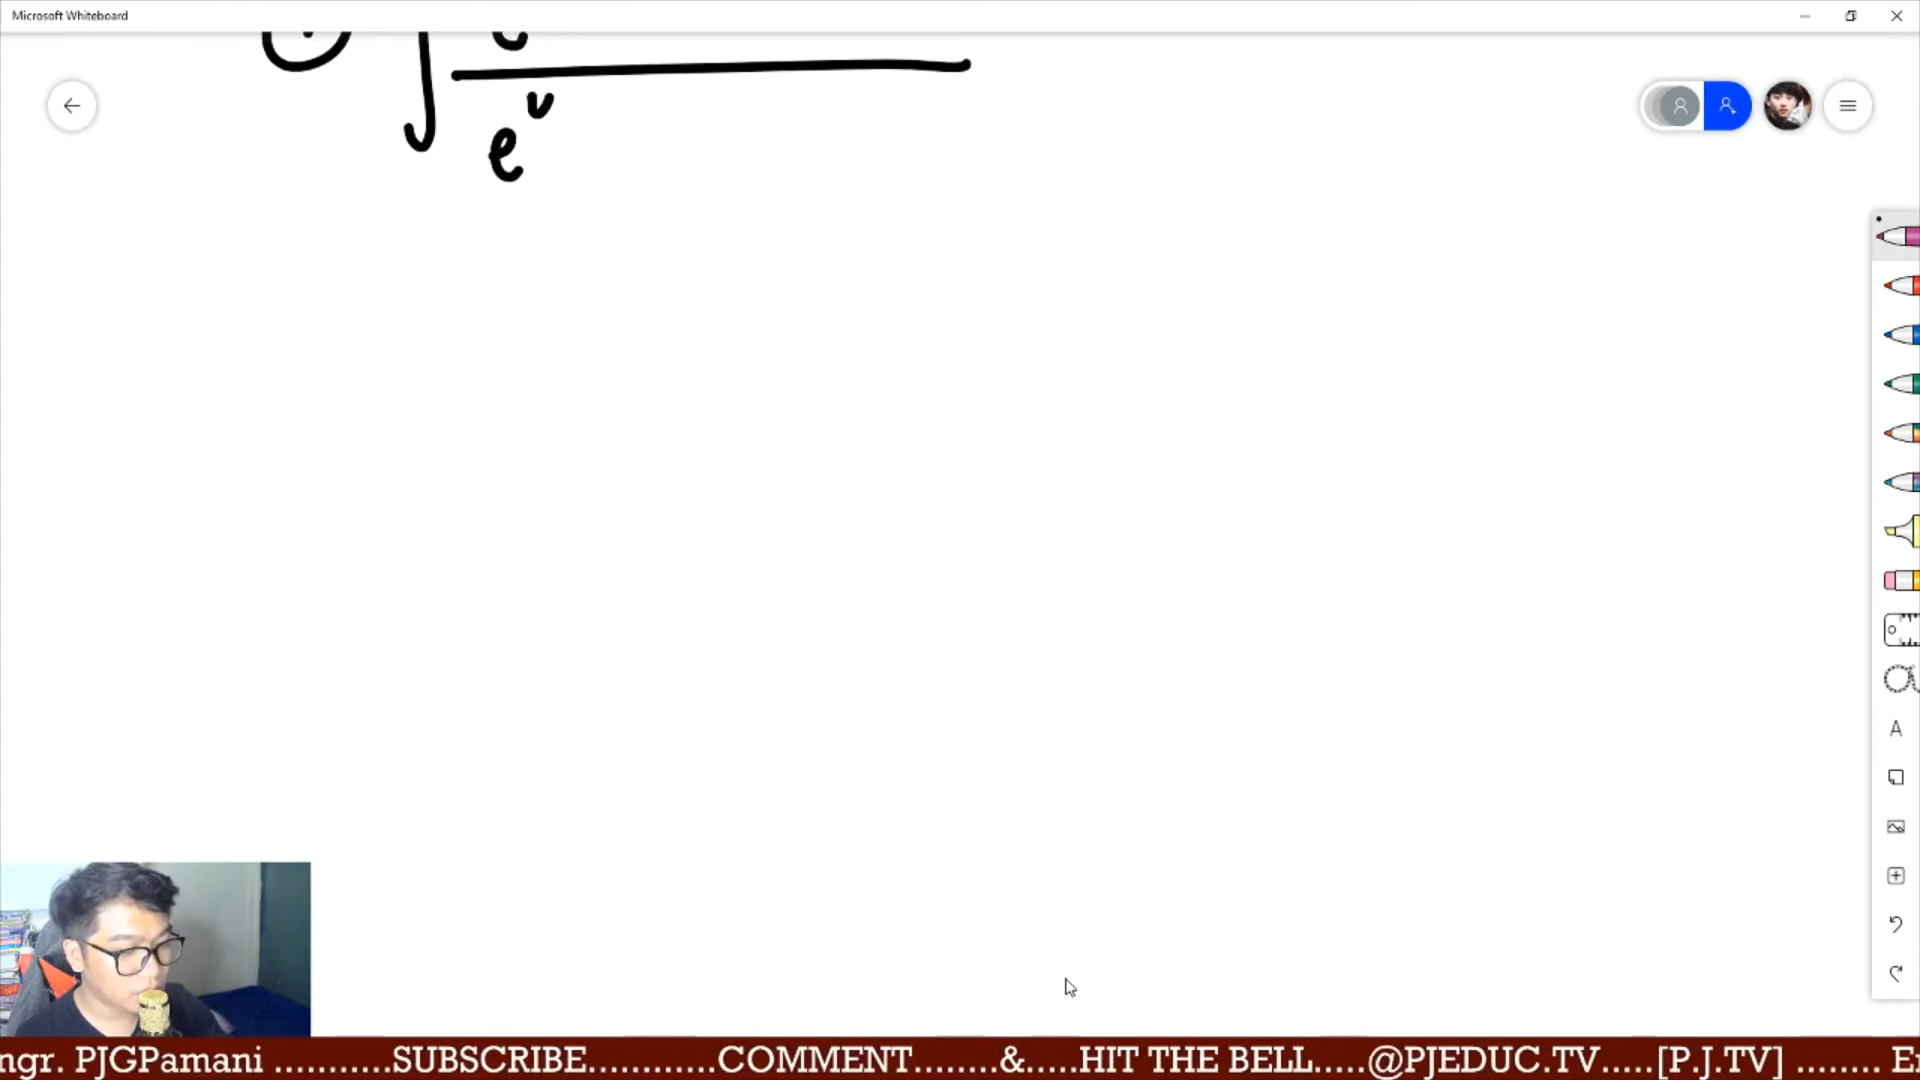 Microsoft Whiteboard
∫
e^v
A
ngr. PJGPamani ...........SUBSCRIBE............COMMENT........&.....HIT THE BELL.....@PJEDUC.TV.....[P.J.TV] ........ E